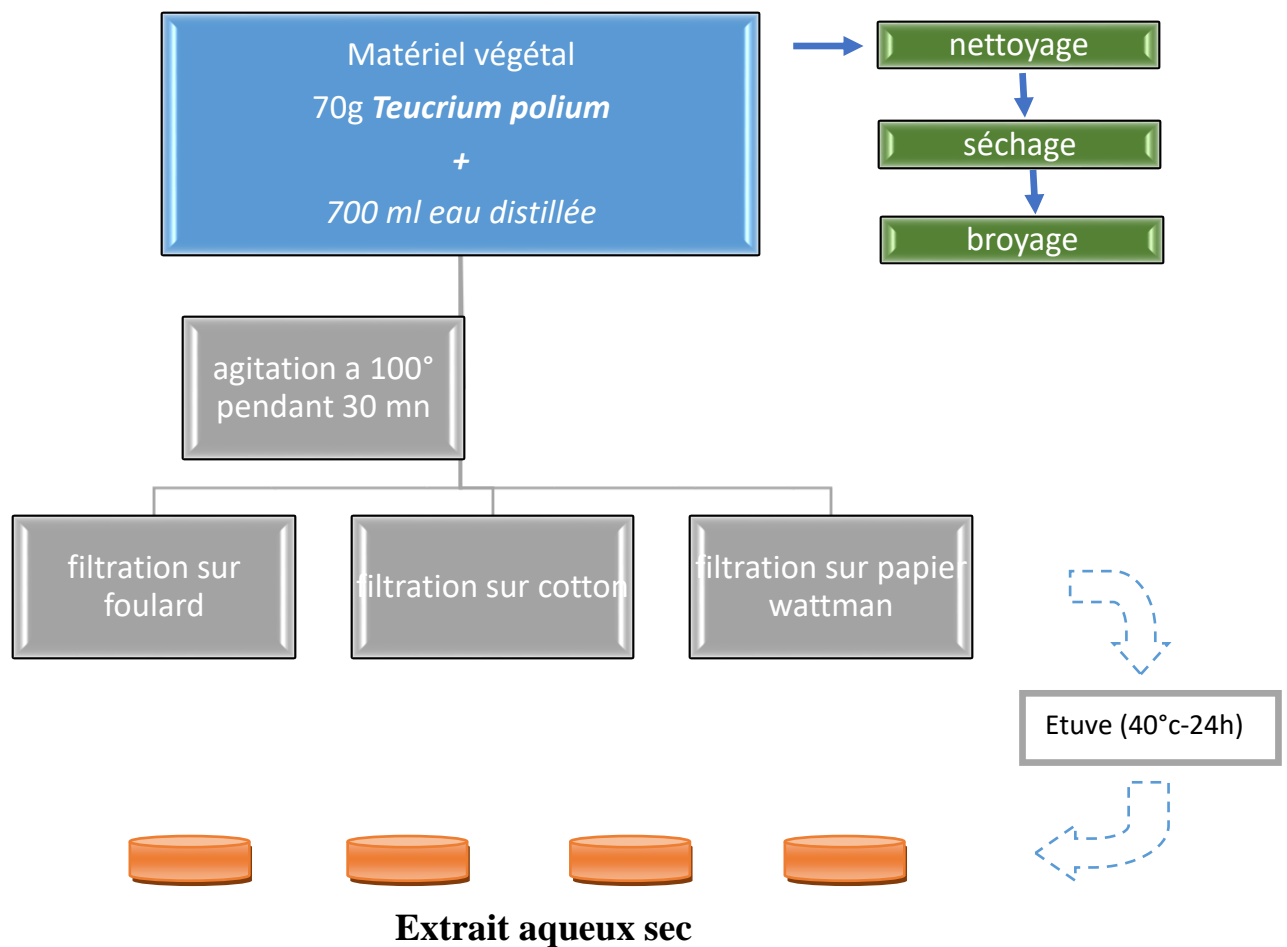 Matériel végétal
70g Teucrium polium
+
700 ml eau distillée
nettoyage
séchage
broyage
agitation a 100°
pendant 30 mn
filtration sur
foulard
filtration sur cotton
filtration sur papier
wattman
Etuve (40°c-24h)
Extrait aqueux sec